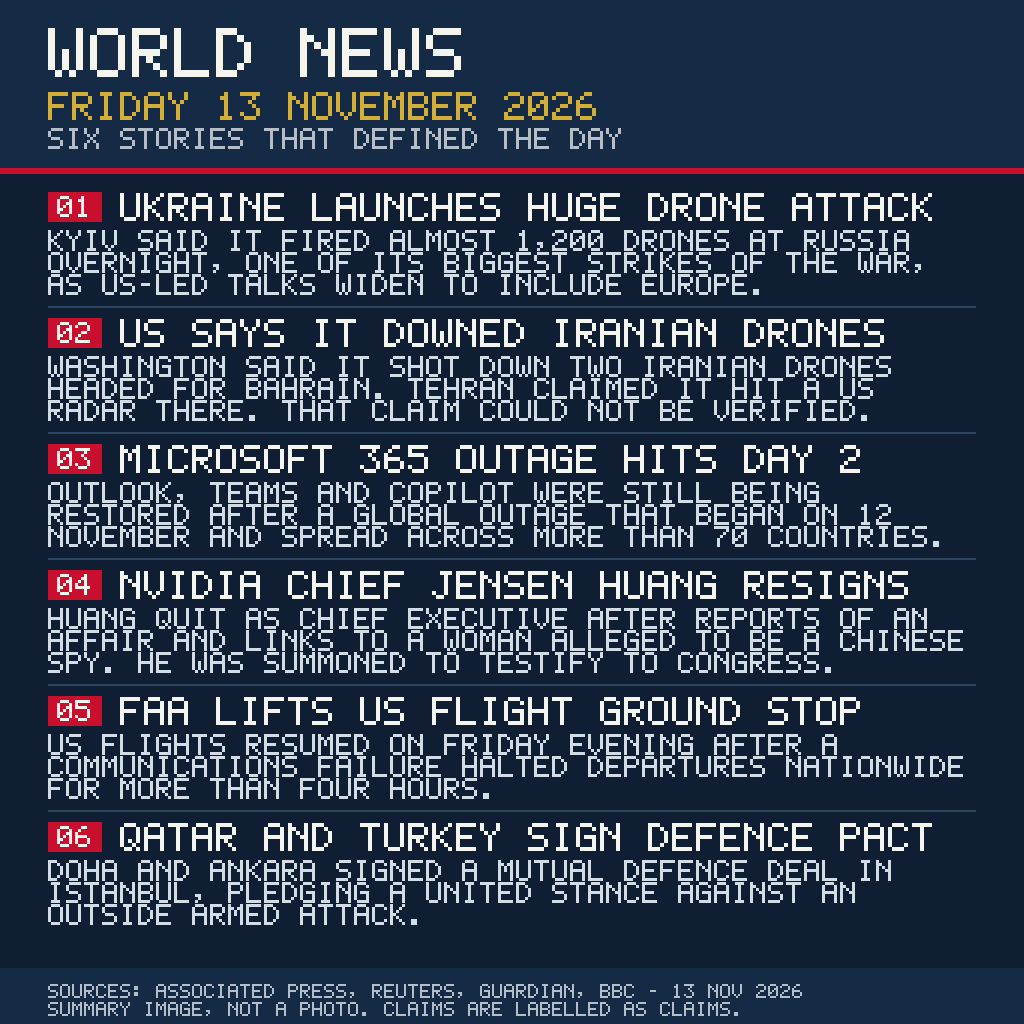 WORLD NEWS
FRIDAY 13 NOVEMBER 2026
SIX STORIES THAT DEFINED THE DAY
01 UKRAINE LAUNCHES HUGE DRONE ATTACK
KYIV SAID IT FIRED ALMOST 1,200 DRONES AT RUSSIA
OVERNIGHT, ONE OF ITS BIGGEST STRIKES OF THE WAR,
AS US-LED TALKS WIDEN TO INCLUDE EUROPE.
02 US SAYS IT DOWNED IRANIAN DRONES
WASHINGTON SAID IT SHOT DOWN TWO IRANIAN DRONES
HEADED FOR BAHRAIN. TEHRAN CLAIMED IT HIT A US
RADAR THERE. THAT CLAIM COULD NOT BE VERIFIED.
03 MICROSOFT 365 OUTAGE HITS DAY 2
OUTLOOK, TEAMS AND COPILOT WERE STILL BEING
RESTORED AFTER A GLOBAL OUTAGE THAT BEGAN ON 12
NOVEMBER AND SPREAD ACROSS MORE THAN 70 COUNTRIES.
04 NVIDIA CHIEF JENSEN HUANG RESIGNS
HUANG QUIT AS CHIEF EXECUTIVE AFTER REPORTS OF AN
AFFAIR AND LINKS TO A WOMAN ALLEGED TO BE A CHINESE
SPY. HE WAS SUMMONED TO TESTIFY TO CONGRESS.
05 FAA LIFTS US FLIGHT GROUND STOP
US FLIGHTS RESUMED ON FRIDAY EVENING AFTER A
COMMUNICATIONS FAILURE HALTED DEPARTURES NATIONWIDE
FOR MORE THAN FOUR HOURS.
06 QATAR AND TURKEY SIGN DEFENCE PACT
DOHA AND ANKARA SIGNED A MUTUAL DEFENCE DEAL IN
ISTANBUL, PLEDGING A UNITED STANCE AGAINST AN
OUTSIDE ARMED ATTACK.
SOURCES: ASSOCIATED PRESS, REUTERS, GUARDIAN, BBC - 13 NOV 2026
SUMMARY IMAGE, NOT A PHOTO. CLAIMS ARE LABELLED AS CLAIMS.